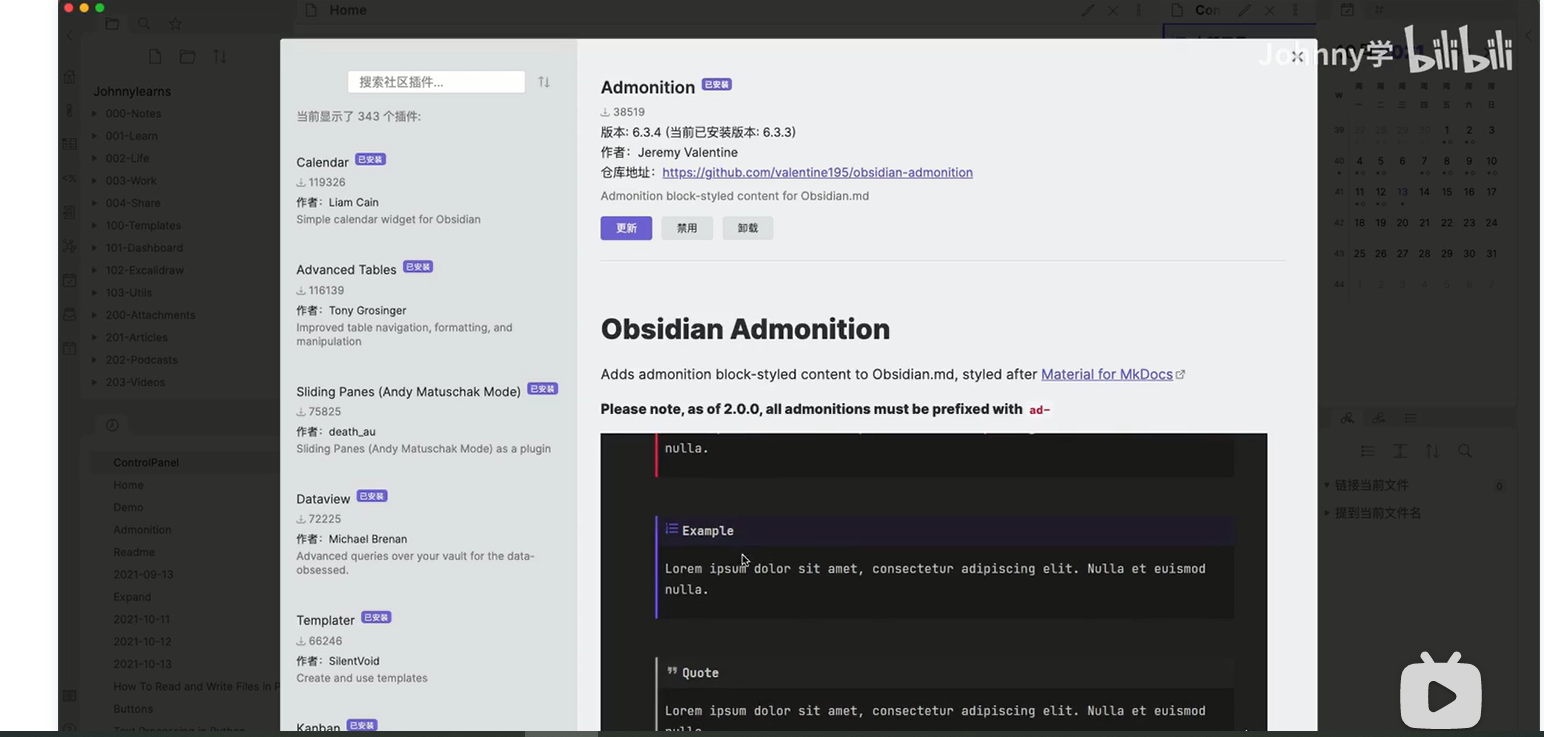 Home
Con
#
Johnny学 bilibili
2021
Johnnylearns
000-Notes
001-Learn
002-Life
003-Work
004-Share
100-Templates
101-Dashboard
102-Excalidraw
103-Utils
200-Attachments
201-Articles
202-Podcasts
203-Videos
ControlPanel
Home
Demo
Admonition
Readme
2021-09-13
Expand
2021-10-11
2021-10-12
2021-10-13
How To Read and Write Files in P
Buttons
Text Processing in Python
搜索社区插件...
当前显示了 343 个插件:
Calendar 已安装
119326
作者：Liam Cain
Simple calendar widget for Obsidian
Advanced Tables 已安装
116139
作者：Tony Grosinger
Improved table navigation, formatting, and
manipulation
Sliding Panes (Andy Matuschak Mode) 已安装
75825
作者：death_au
Sliding Panes (Andy Matuschak Mode) as a plugin
Dataview 已安装
72225
作者：Michael Brenan
Advanced queries over your vault for the data-
obsessed.
Templater 已安装
66246
作者：SilentVoid
Create and use templates
Kanban 已安装
Admonition 已安装
38519
版本: 6.3.4 (当前已安装版本: 6.3.3)
作者：Jeremy Valentine
仓库地址：https://github.com/valentine195/obsidian-admonition
Admonition block-styled content for Obsidian.md
更新 禁用 卸载
Obsidian Admonition
Adds admonition block-styled content to Obsidian.md, styled after Material for MkDocs
Please note, as of 2.0.0, all admonitions must be prefixed with ad-
nulla.
Example
Lorem ipsum dolor sit amet, consectetur adipiscing elit. Nulla et euismod
nulla.
Quote
Lorem ipsum dolor sit amet, consectetur adipiscing elit. Nulla et euismod
nulla.
W 周一 周二 周三 周四 周五 周六 周日
39 27 28 29 30 1 2 3
40 4 5 6 7 8 9 10
41 11 12 13 14 15 16 17
42 18 19 20 21 22 23 24
43 25 26 27 28 29 30 31
44 1 2 3 4 5 6 7
链接当前文件 0
提到当前文件名